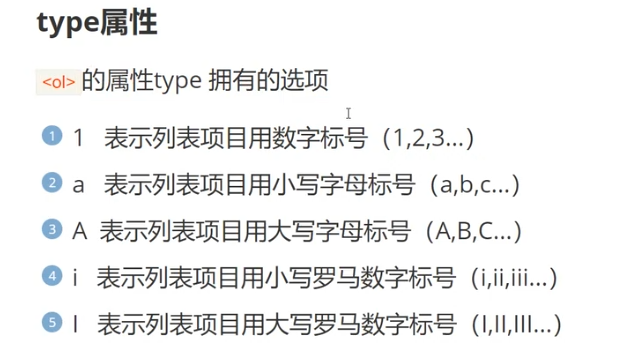 type属性
<ol>的属性type 拥有的选项
1 1 表示列表项目用数字标号（1,2,3...）
2 a 表示列表项目用小写字母标号（a,b,c...）
3 A 表示列表项目用大写字母标号（A,B,C...）
4 i 表示列表项目用小写罗马数字标号（i,ii,iii...）
5 I 表示列表项目用大写罗马数字标号（I,II,III...）